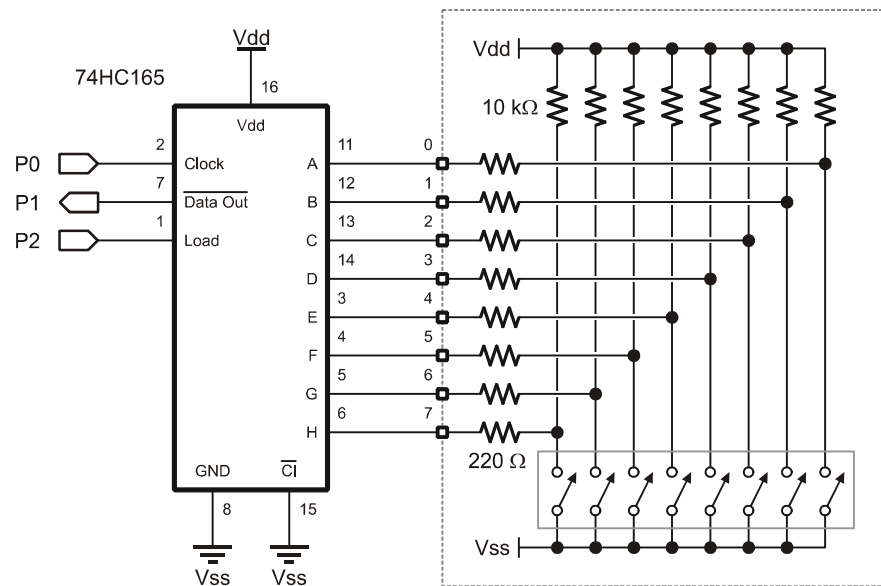 Vdd
74HC165
16
Vdd
Vdd
10 kΩ
P0 2 Clock 11 A 0
P1 7 Data Out 12 B 1
P2 1 Load 13 C 2
14 D 3
3 E 4
4 F 5
5 G 6
6 H 7
220 Ω
GND CI
8 15
Vss Vss
Vss